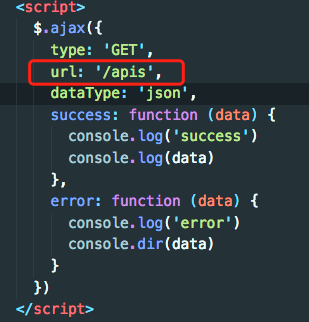 <script>
$.ajax({
type: 'GET',
url: '/apis',
dataType: 'json',
success: function (data) {
console.log('success')
console.log(data)
},
error: function (data) {
console.log('error')
console.dir(data)
}
})
</script>